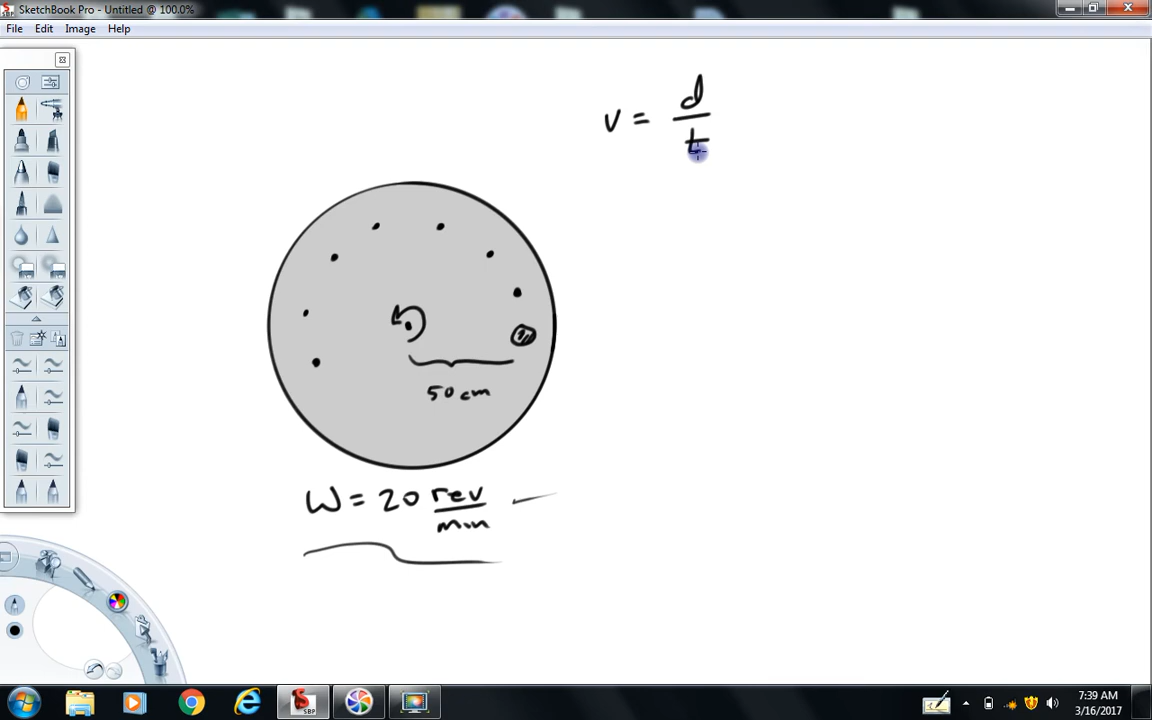 SketchBook Pro - Untitled @ 100.0%
File Edit Image Help
v = d
t
50 cm
W = 20 rev
min
SBP
7:39 AM
3/16/2017